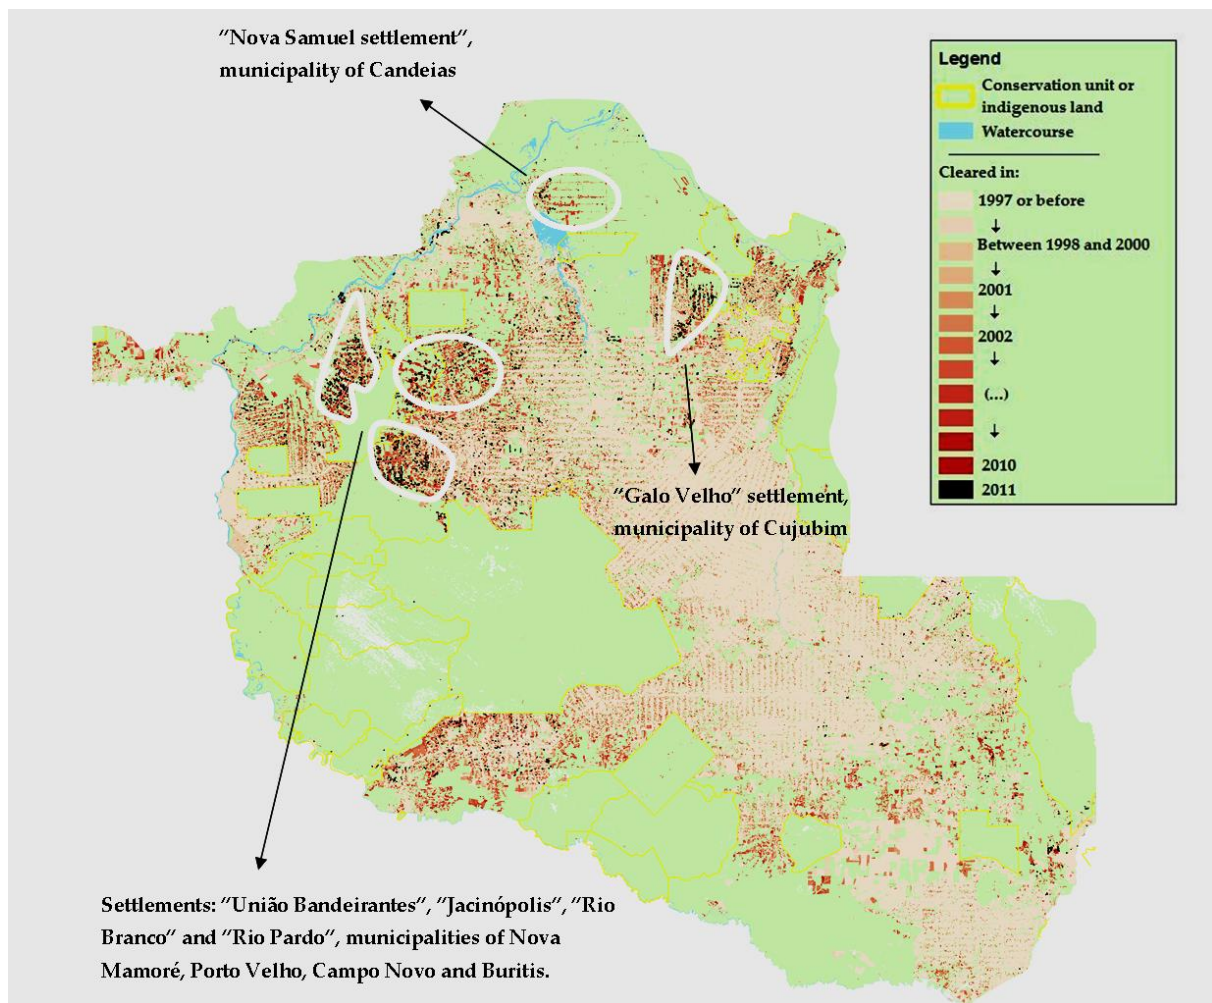 ”Nova Samuel settlement”,
municipality of Candeias
Legend
Conservation unit or
indigenous land
Watercourse
Cleared in:
1997 or before
↓
Between 1998 and 2000
↓
2001
↓
2002
↓
(...)
↓
2010
2011
”Galo Velho” settlement,
municipality of Cujubim
Settlements: ”União Bandeirantes”, ”Jacinópolis”, ”Rio
Branco” and ”Rio Pardo”, municipalities of Nova
Mamoré, Porto Velho, Campo Novo and Buritis.